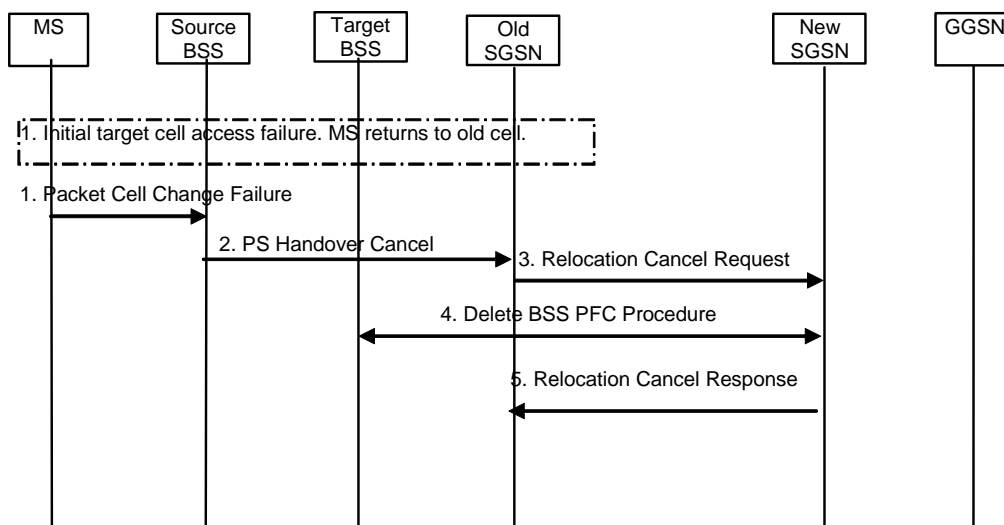 MS
Source
BSS
Target
BSS
Old
SGSN
New
SGSN
GGSN
1. Initial target cell access failure. MS returns to old cell.
1. Packet Cell Change Failure
2. PS Handover Cancel
3. Relocation Cancel Request
4. Delete BSS PFC Procedure
5. Relocation Cancel Response